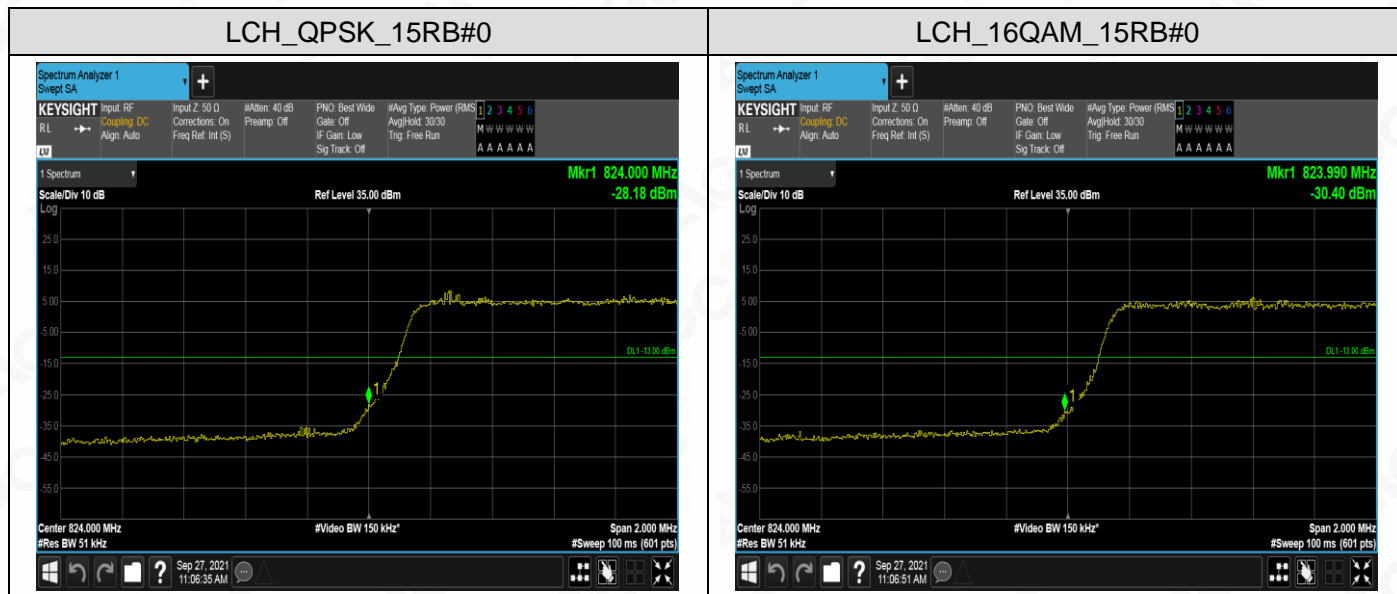 LCH_QPSK_15RB#0
LCH_16QAM_15RB#0
Spectrum Analyzer 1
Swept SA
+
KEYSIGHT
RL
LXI
Input: RF
Coupling: DC
Align: Auto
Input Z: 50 Ω
Corrections: On
Freq Ref: Int (S)
#Atten: 40 dB
Preamp: Off
PNO: Best Wide
Gate: Off
IF Gain: Low
Sig Track: Off
#Avg Type: Power (RMS
Avg|Hold: 30/30
Trig: Free Run
1 2 3 4 5 6
M W W W W W
A A A A A A
1 Spectrum
Scale/Div 10 dB
Ref Level 35.00 dBm
Mkr1 824.000 MHz
-28.18 dBm
Log
25.0
15.0
5.00
-5.00
-15.0
-25.0
-35.0
-45.0
-55.0
DL1 -13.00 dBm
1
Center 824.000 MHz
#Res BW 51 kHz
#Video BW 150 kHz*
Span 2.000 MHz
#Sweep 100 ms (601 pts)
?
Sep 27, 2021
11:06:35 AM
Spectrum Analyzer 1
Swept SA
+
KEYSIGHT
RL
LXI
Input: RF
Coupling: DC
Align: Auto
Input Z: 50 Ω
Corrections: On
Freq Ref: Int (S)
#Atten: 40 dB
Preamp: Off
PNO: Best Wide
Gate: Off
IF Gain: Low
Sig Track: Off
#Avg Type: Power (RMS
Avg|Hold: 30/30
Trig: Free Run
1 2 3 4 5 6
M W W W W W
A A A A A A
1 Spectrum
Scale/Div 10 dB
Ref Level 35.00 dBm
Mkr1 823.990 MHz
-30.40 dBm
Log
25.0
15.0
5.00
-5.00
-15.0
-25.0
-35.0
-45.0
-55.0
DL1 -13.00 dBm
1
Center 824.000 MHz
#Res BW 51 kHz
#Video BW 150 kHz*
Span 2.000 MHz
#Sweep 100 ms (601 pts)
?
Sep 27, 2021
11:06:51 AM